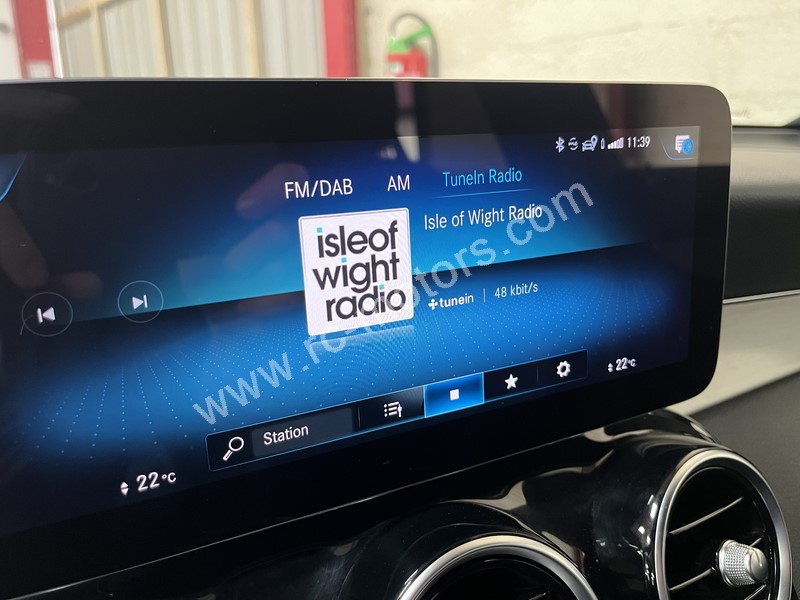 11:39
FM/DAB AM TuneIn Radio
Isle of Wight Radio
isleof
wight
radio
tunein | 48 kbit/s
22°C
Station
22°C